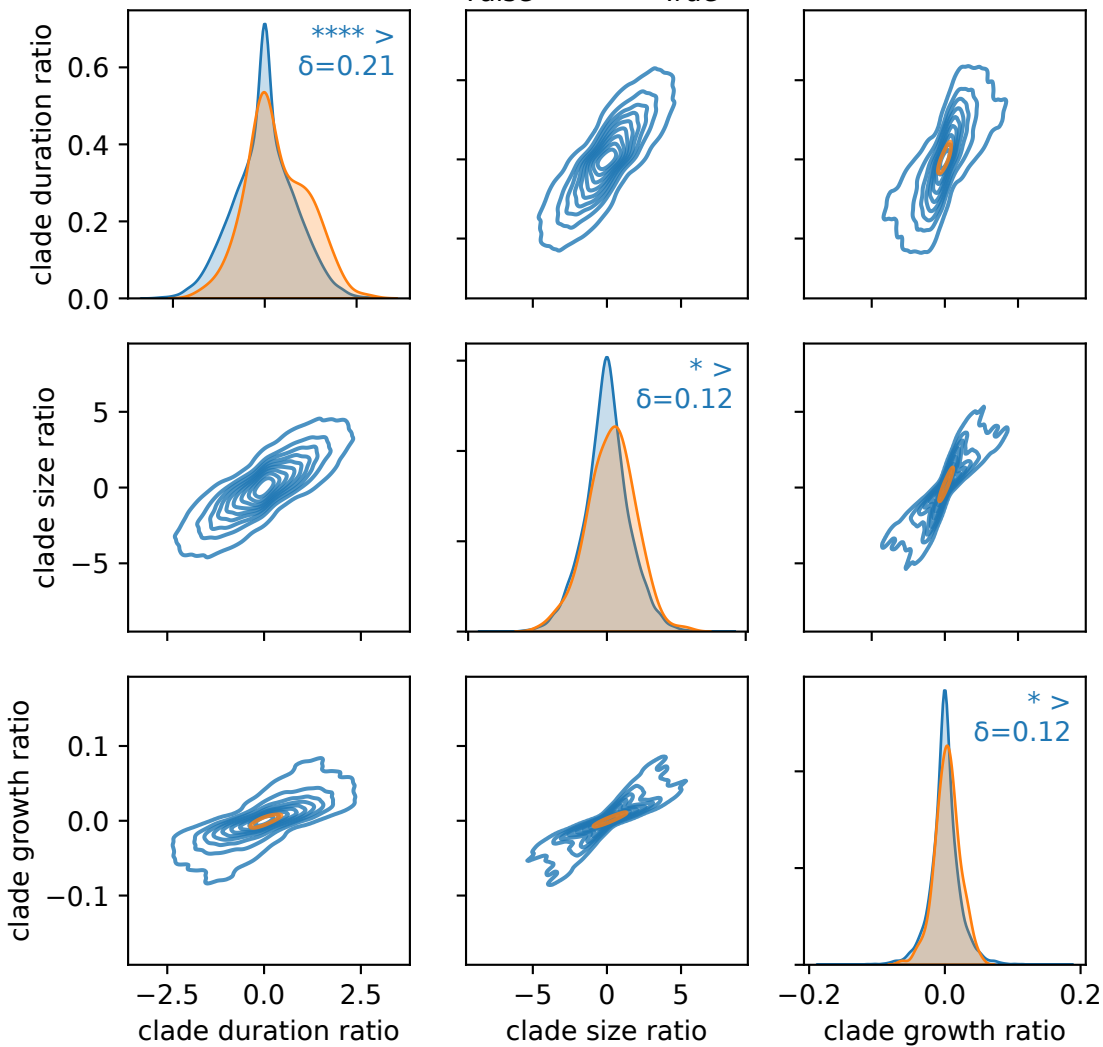 **** >
δ=0.21
clade duration ratio
0.6
0.4
0.2
0.0
* >
δ=0.12
clade size ratio
5
0
−5
* >
δ=0.12
clade growth ratio
0.1
0.0
−0.1
−2.5 0.0 2.5
−5 0 5
−0.2 0.0 0.2
clade duration ratio
clade size ratio
clade growth ratio